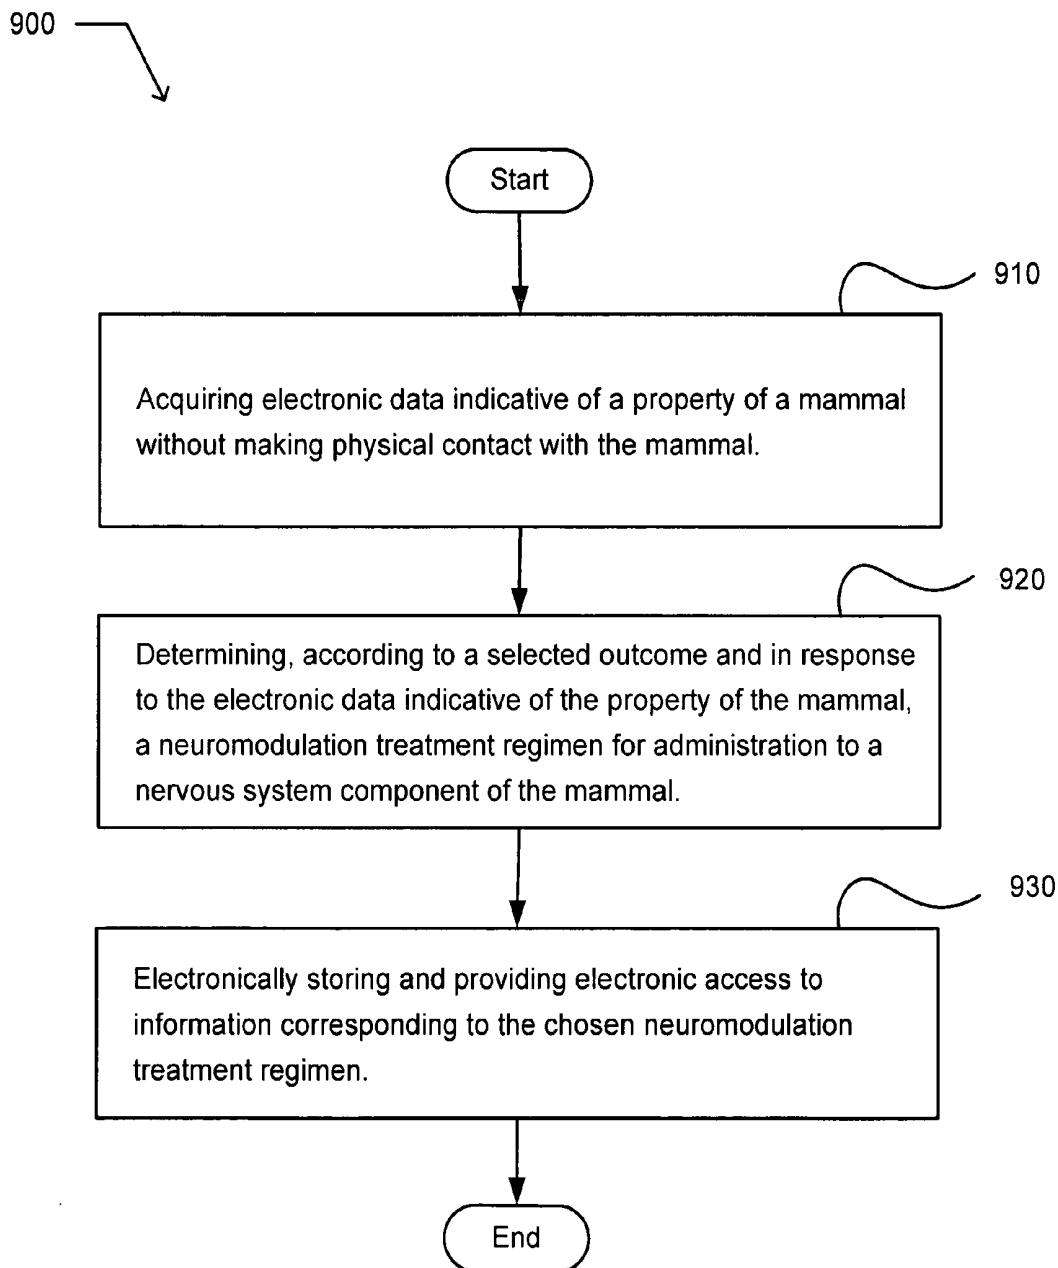 900
Start
910
Acquiring electronic data indicative of a property of a mammal
without making physical contact with the mammal.
920
Determining, according to a selected outcome and in response
to the electronic data indicative of the property of the mammal,
a neuromodulation treatment regimen for administration to a
nervous system component of the mammal.
930
Electronically storing and providing electronic access to
information corresponding to the chosen neuromodulation
treatment regimen.
End